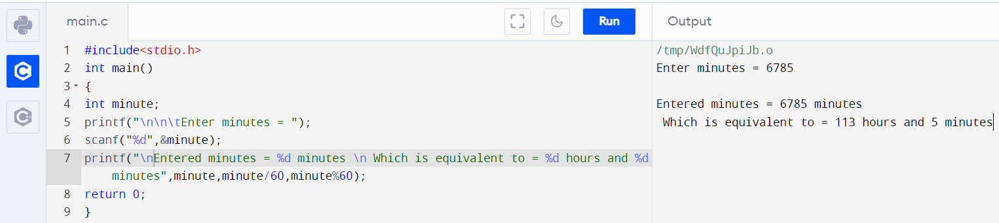 main.c
Run
Output
1 #include<stdio.h>
2 int main()
3 {
4 int minute;
5 printf("\n\n\tEnter minutes = ");
6 scanf("%d",&minute);
7 printf("\nEntered minutes = %d minutes \n Which is equivalent to = %d hours and %d
minutes",minute,minute/60,minute%60);
8 return 0;
9 }
/tmp/WdfQuJpiJb.o
Enter minutes = 6785
Entered minutes = 6785 minutes
Which is equivalent to = 113 hours and 5 minutes